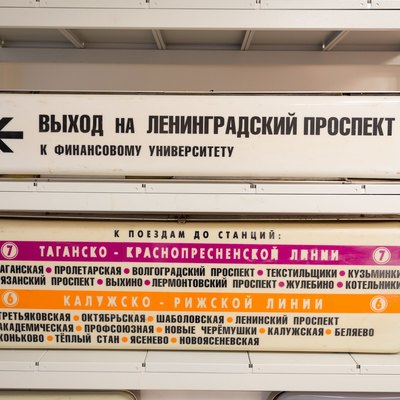 ВЫХОД на ЛЕНИНГРАДСКИЙ ПРОСПЕКТ
К ФИНАНСОВОМУ УНИВЕРСИТЕТУ
К ПОЕЗДАМ ДО СТАНЦИЙ:
7 ТАГАНСКО - КРАСНОПРЕСНЕНСКОЙ ЛИНИИ 7
АГАНСКАЯ • ПРОЛЕТАРСКАЯ • ВОЛГОГРАДСКИЙ ПРОСПЕКТ • ТЕКСТИЛЬЩИКИ • КУЗЬМИНКИ
ЯЗАНСКИЙ ПРОСПЕКТ • ВЫХИНО • ЛЕРМОНТОВСКИЙ ПРОСПЕКТ • ЖУЛЕБИНО • КОТЕЛЬНИКИ
6 КАЛУЖСКО - РИЖСКОЙ ЛИНИИ 6
ТРЕТЬЯКОВСКАЯ • ОКТЯБРЬСКАЯ • ШАБОЛОВСКАЯ • ЛЕНИНСКИЙ ПРОСПЕКТ
АКАДЕМИЧЕСКАЯ • ПРОФСОЮЗНАЯ • НОВЫЕ ЧЕРЁМУШКИ • КАЛУЖСКАЯ • БЕЛЯЕВО
КОНЬКОВО • ТЁПЛЫЙ СТАН • ЯСЕНЕВО • НОВОЯСЕНЕВСКАЯ